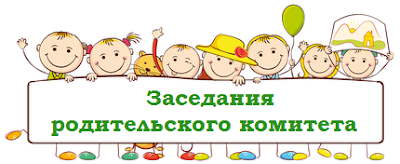 Заседания
родительского комитета